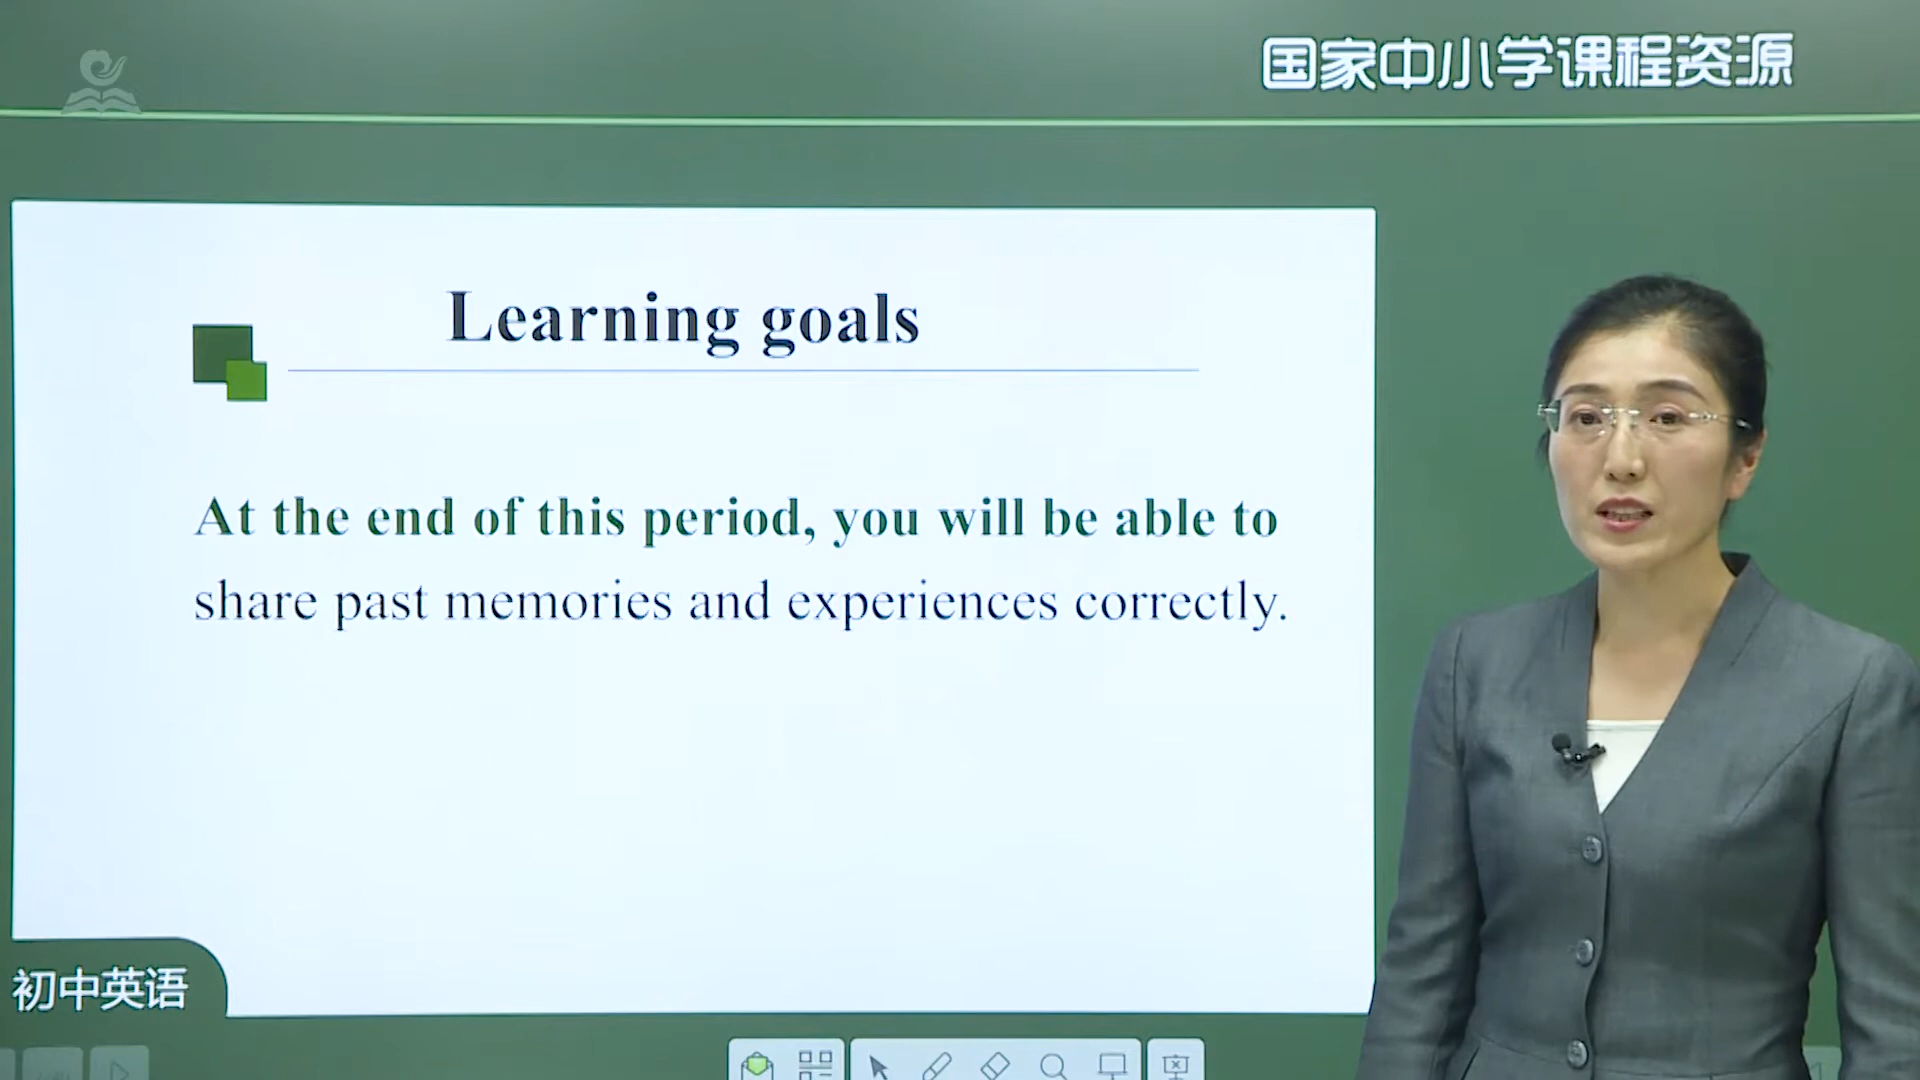 国家中小学课程资源
Learning goals
At the end of this period, you will be able to
share past memories and experiences correctly.
初中英语